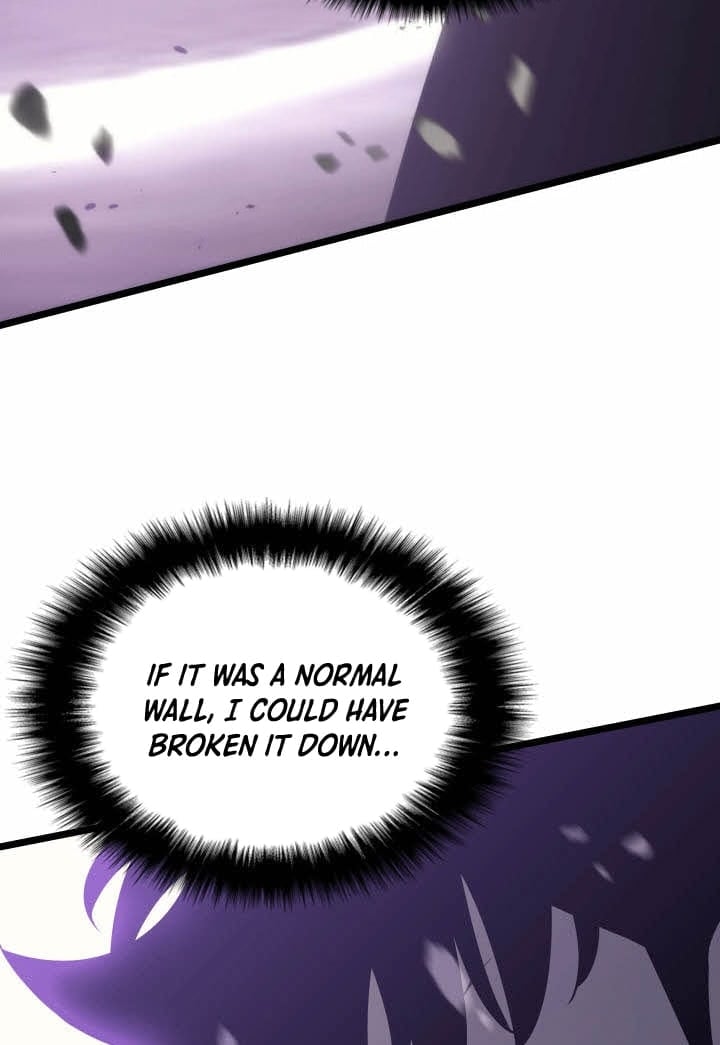 IF IT WAS A NORMAL
WALL, I COULD HAVE
BROKEN IT DOWN...